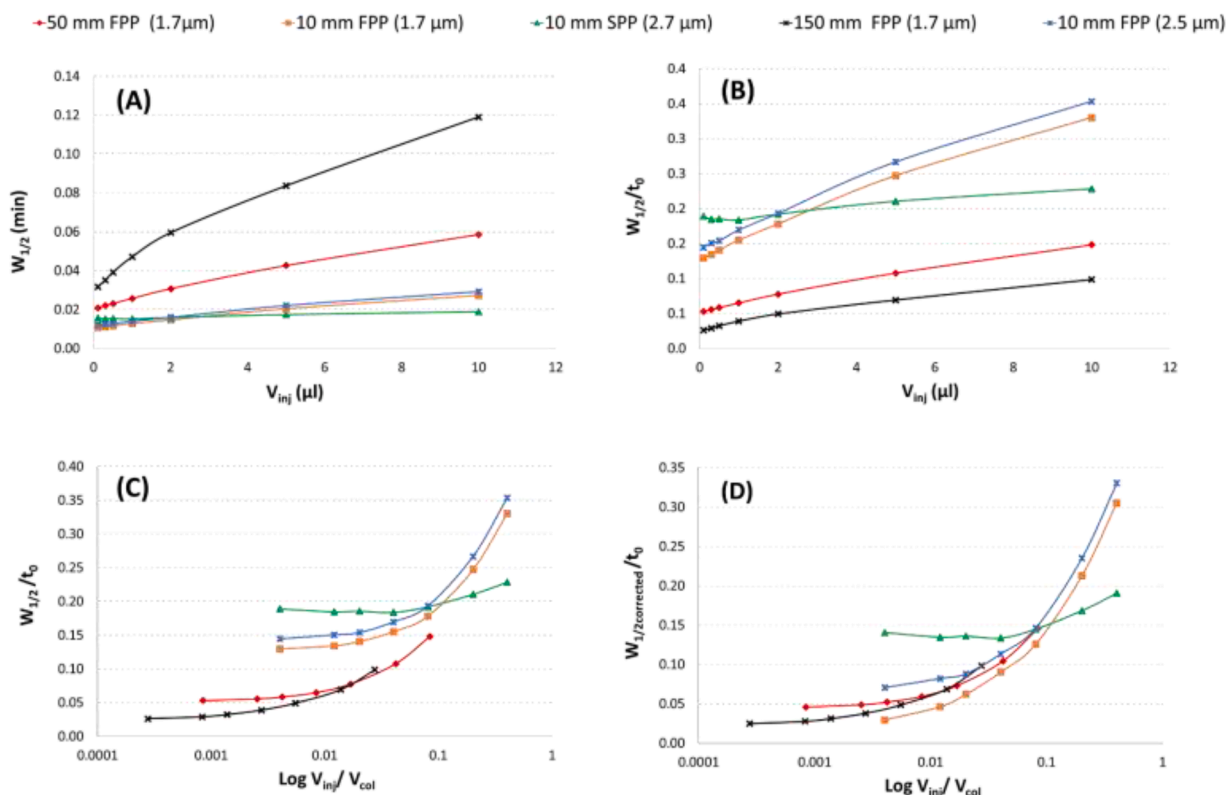 50 mm FPP (1.7µm) 10 mm FPP (1.7 µm) 10 mm SPP (2.7 µm) 150 mm FPP (1.7 µm) 10 mm FPP (2.5 µm)
(A)
0.14
0.12
0.10
0.08
0.06
0.04
0.02
0.00
W1/2 (min)
0 2 4 6 8 10 12
Vinj (µl)
(B)
0.4
0.4
0.3
0.3
0.2
0.2
0.1
0.1
0.0
W1/2/t0
0 2 4 6 8 10 12
Vinj (µl)
(C)
0.40
0.35
0.30
0.25
0.20
0.15
0.10
0.05
0.00
W1/2/t0
0.0001 0.001 0.01 0.1 1
Log Vinj/ Vcol
(D)
0.35
0.30
0.25
0.20
0.15
0.10
0.05
0.00
W1/2corrected/t0
0.0001 0.001 0.01 0.1 1
Log Vinj/ Vcol